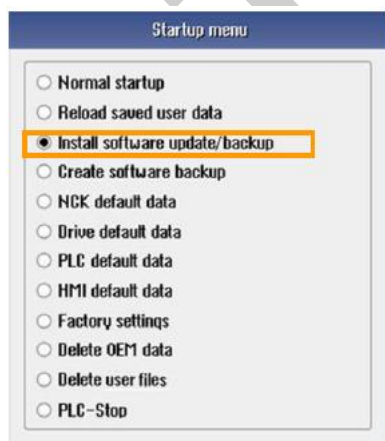 Startup menu
Normal startup
Reload saved user data
Install software update/backup
Create software backup
NCK default data
Drive default data
PLC default data
HMI default data
Factory settings
Delete OEM data
Delete user files
PLC-Stop